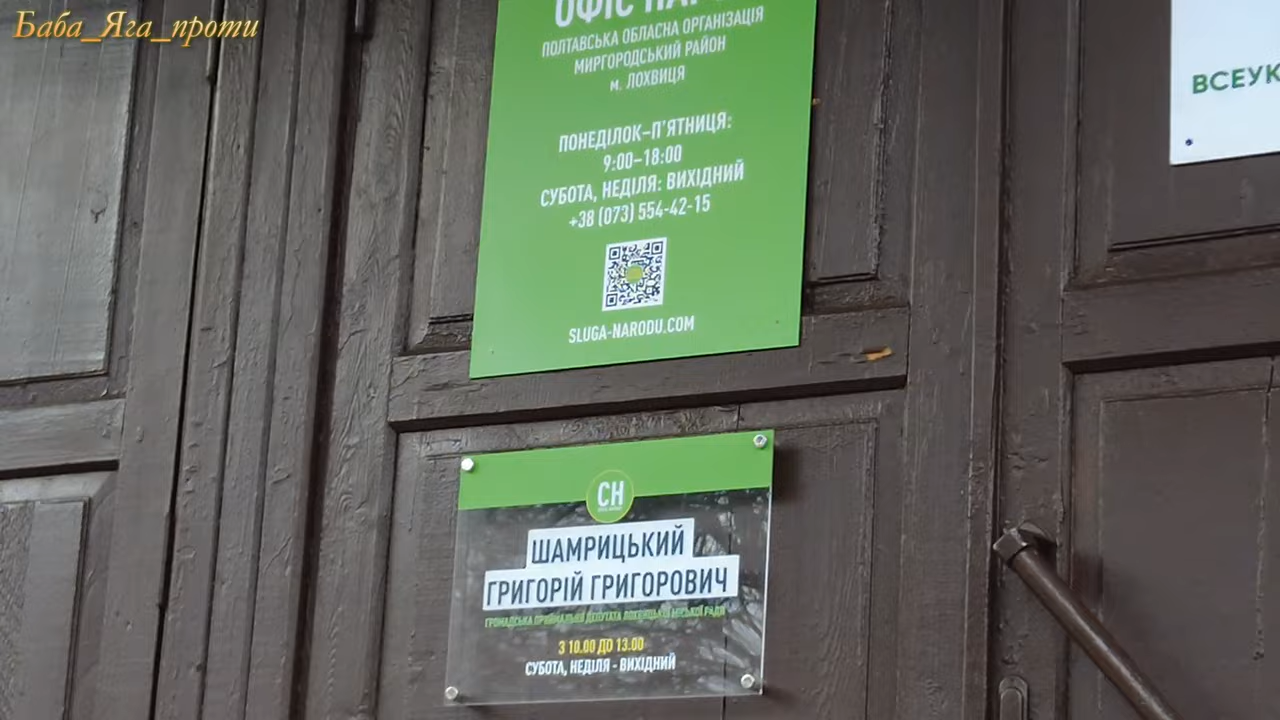 Баба_Яга_проти
ПОЛТАВСЬКА ОБЛАСНА ОРГАНІЗАЦІЯ
МИРГОРОДСЬКИЙ РАЙОН
м. ЛОХВИЦЯ
ПОНЕДІЛОК–П'ЯТНИЦЯ:
9:00–18:00
СУБОТА, НЕДІЛЯ: ВИХІДНИЙ
+38 (073) 554-42-15
SLUGA-NARODU.COM
ВСЕУК
СН
ШАМРИЦЬКИЙ
ГРИГОРІЙ ГРИГОРОВИЧ
ГРОМАДСЬКА ПРИЙМАЛЬНЯ ДЕПУТАТА ЛОХВИЦЬКОЇ МІСЬКОЇ РАДИ
З 10.00 ДО 13.00
СУБОТА, НЕДІЛЯ - ВИХІДНИЙ